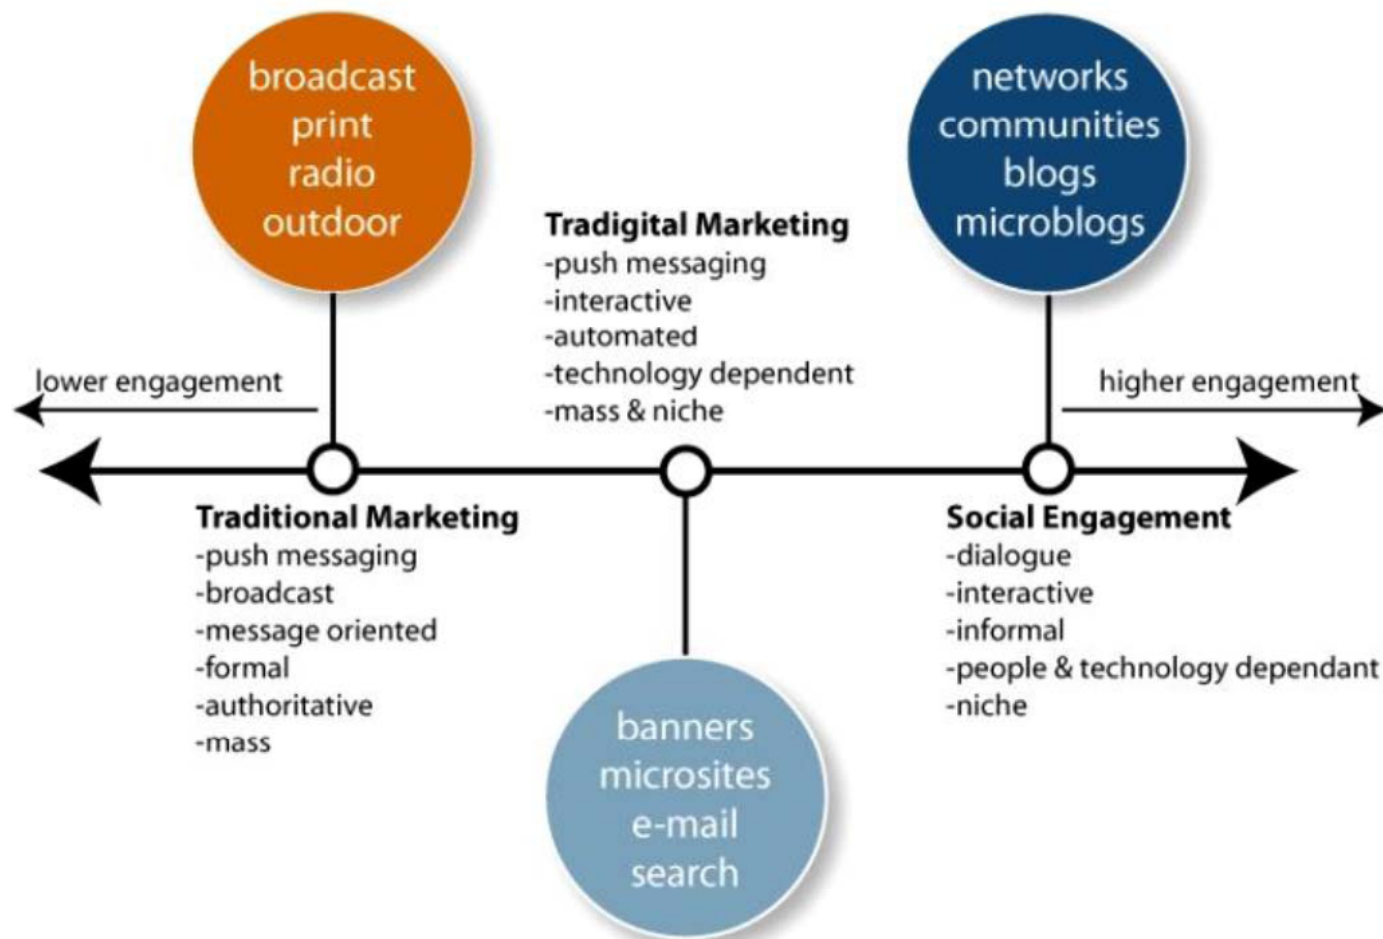 broadcast
print
radio
outdoor
networks
communities
blogs
microblogs
Tradigital Marketing
-push messaging
-interactive
-automated
-technology dependent
-mass & niche
lower engagement
higher engagement
Traditional Marketing
-push messaging
-broadcast
-message oriented
-formal
-authoritative
-mass
Social Engagement
-dialogue
-interactive
-informal
-people & technology dependant
-niche
banners
microsites
e-mail
search